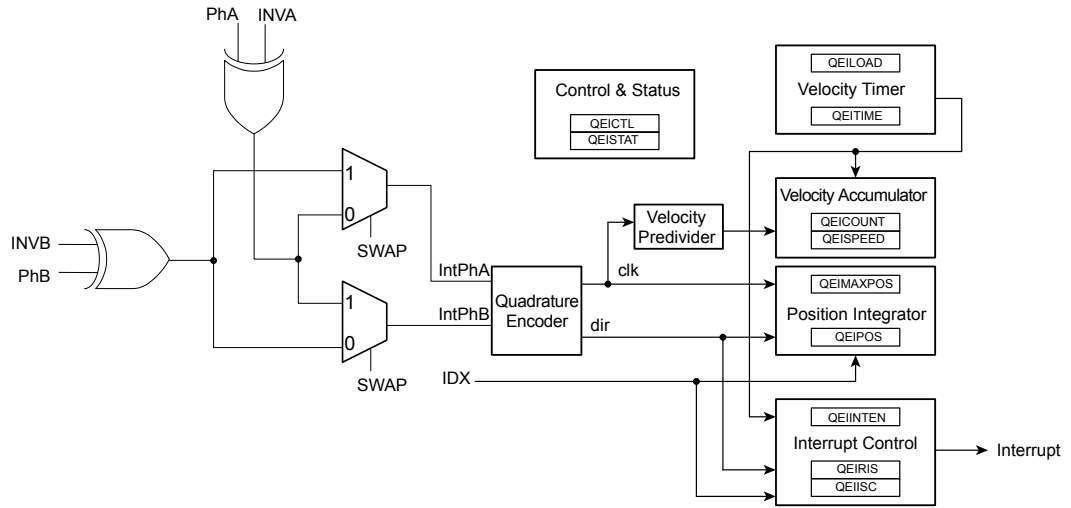 PhA INVA
INVB
PhB
1
0
SWAP
1
0
SWAP
IntPhA
IntPhB
Quadrature
Encoder
clk
dir
IDX
Control & Status
QEICTL
QEISTAT
Velocity
Predivider
QEILOAD
Velocity Timer
QEITIME
Velocity Accumulator
QEICOUNT
QEISPEED
QEIMAXPOS
Position Integrator
QEIPOS
QEIINTEN
Interrupt Control
QEIRIS
QEIISC
Interrupt